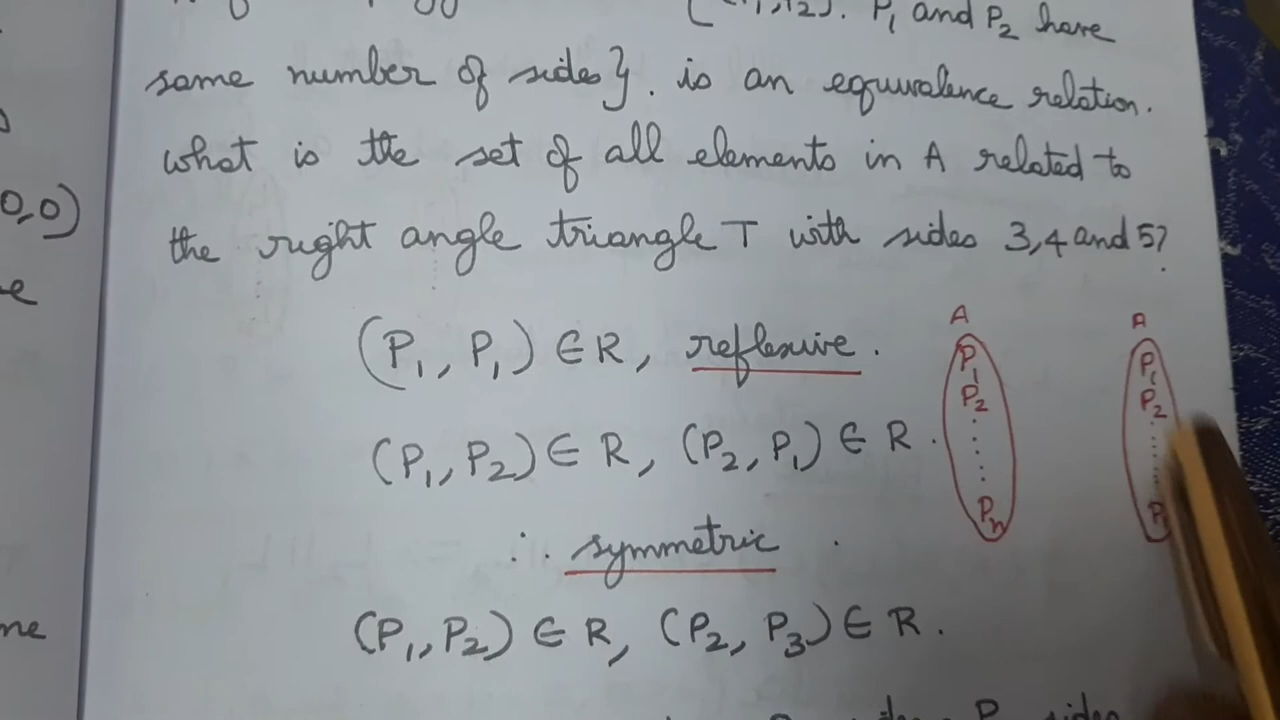 P₁ and P₂ have
same number of sides}. is an equivalence relation.
what is the set of all elements in A related to
the right angle triangle T with sides 3,4 and 5?
0,0)
(P₁, P₁) ∈ R, reflexive.
(P₁, P₂) ∈ R, (P₂, P₁) ∈ R.
∴ symmetric
(P₁, P₂) ∈ R, (P₂, P₃) ∈ R.
A
P₁
P₂
Pn
A
P₁
P₂